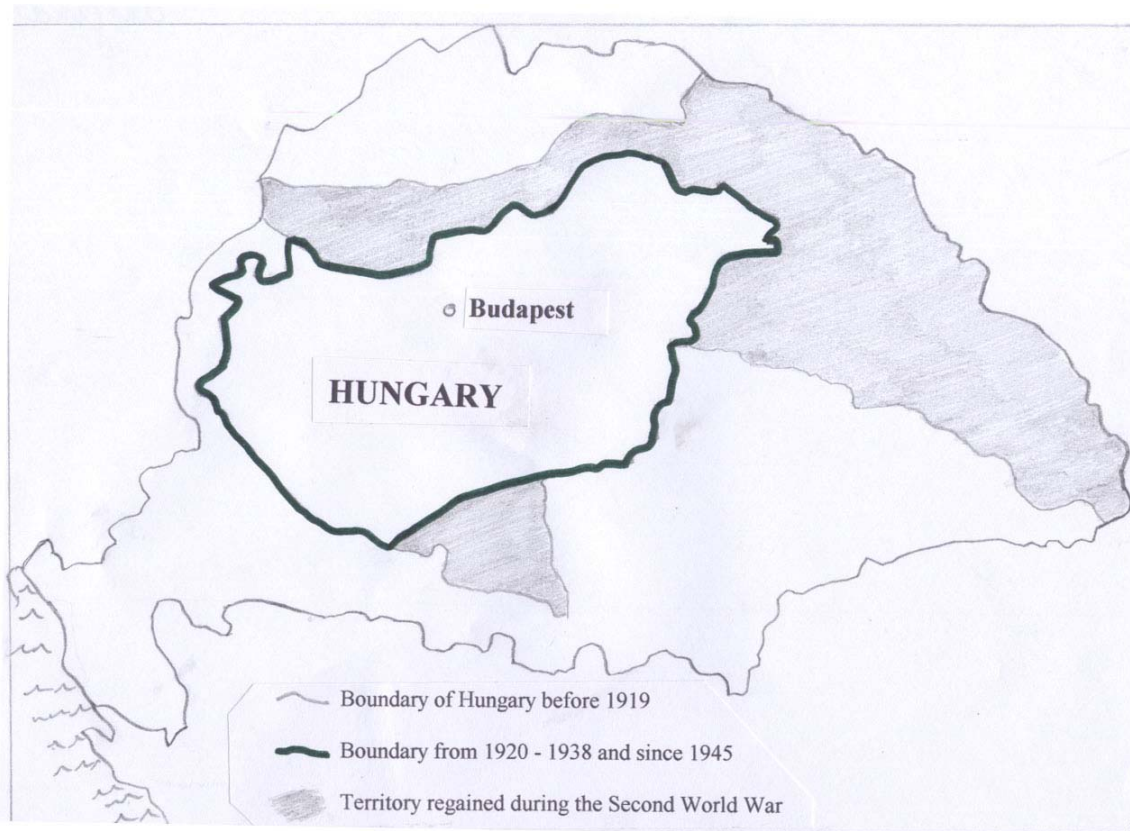 Budapest
HUNGARY
Boundary of Hungary before 1919
Boundary from 1920 - 1938 and since 1945
Territory regained during the Second World War